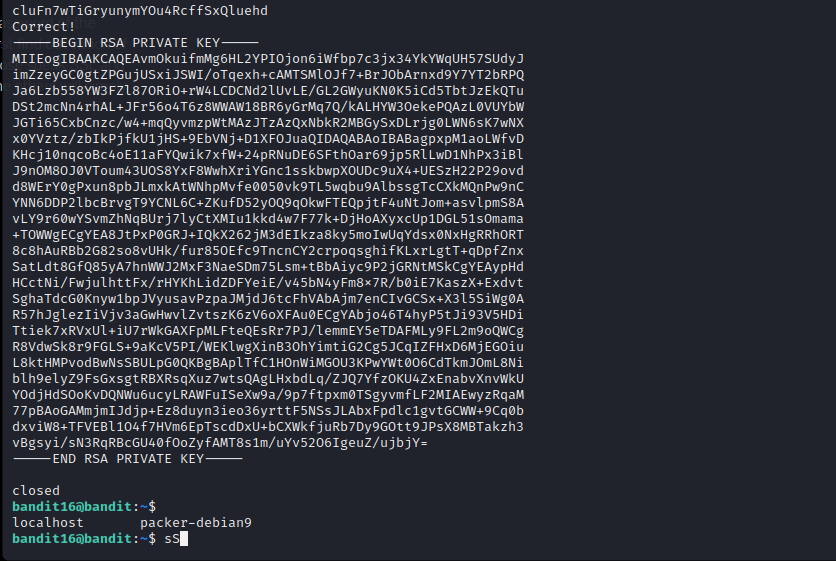 cluFn7wTiGryunymYOu4RcffSxQluehd
Correct!
-----BEGIN RSA PRIVATE KEY-----
MIIEogIBAAKCAQEAvmOkuifmMg6HL2YPIOjon6iWfbp7c3jx34YkYWqUH57SUdyJ
imZzeyGC0gtZPGujUSxiJSWI/oTqexh+cAMTSMlOJf7+BrJObArnxd9Y7YT2bRPQ
Ja6Lzb558YW3FZl87ORiO+rW4LCDCNd2lUvLE/GL2GWyuKN0K5iCd5TbtJzEkQTu
DSt2mcNn4rhAL+JFr56o4T6z8WWAW18BR6yGrMq7Q/kALHYW3OekePQAzL0VUYbW
JGTi65CxbCnzc/w4+mqQyvmzpWtMAzJTzAzQxNbkR2MBGySxDLrjg0LWN6sK7wNX
x0YVztz/zbIkPjfkU1jHS+9EbVNj+D1XFOJuaQIDAQABAoIBABagpxpM1aoLWfvD
KHcj10nqcoBc4oE11aFYQwik7xfW+24pRNuDE6SFthOar69jp5RlLwD1NhPx3iBl
J9nOM8OJ0VToum43UOS8YxF8WwhXriYGnc1sskbwpXOUDc9uX4+UESzH22P29ovd
d8WErY0gPxun8pbJLmxkAtWNhpMvfe0050vk9TL5wqbu9AlbssgTcCXkMQnPw9nC
YNN6DDP2lbcBrvgT9YCNL6C+ZKufD52yOQ9qOkwFTEQpjtF4uNtJom+asvlpmS8A
vLY9r60wYSvmZhNqBUrj7lyCtXMIu1kkd4w7F77k+DjHoAXyxcUp1DGL51sOmama
+TOWWgECgYEA8JtPxP0GRJ+IQkX262jM3dEIkza8ky5moIwUqYdsx0NxHgRRhORT
8c8hAuRBb2G82so8vUHk/fur85OEfc9TncnCY2crpoqsghifKLxrLgtT+qDpfZnx
SatLdt8GfQ85yA7hnWWJ2MxF3NaeSDm75Lsm+tBbAiyc9P2jGRNtMSkCgYEAypHd
HCctNi/FwjulhttFx/rHYKhLidZDFYeiE/v45bN4yFm8x7R/b0iE7KaszX+Exdvt
SghaTdcG0Knyw1bpJVyusavPzpaJMjdJ6tcFhVAbAjm7enCIvGCSx+X3l5SiWg0A
R57hJglezIiVjv3aGwHwvlZvtszK6zV6oXFAu0ECgYAbjo46T4hyP5tJi93V5HDi
Ttiek7xRVxUl+iU7rWkGAXFpMLFteQEsRr7PJ/lemmEY5eTDAFMLy9FL2m9oQWCg
R8VdwSk8r9FGLS+9aKcV5PI/WEKlwgXinB3OhYimtiG2Cg5JCqIZFHxD6MjEGOiu
L8ktHMPvodBwNsSBULpG0QKBgBAplTfC1HOnWiMGOU3KPwYWt0O6CdTkmJOmL8Ni
blh9elyZ9FsGxsgtRBXRsqXuz7wtsQAgLHxbdLq/ZJQ7YfzOKU4ZxEnabvXnvWkU
YOdjHdSOoKvDQNWu6ucyLRAWFuISeXw9a/9p7ftpxm0TSgyvmfLF2MIAEwyzRqaM
77pBAoGAMmjmIJdjp+Ez8duyn3ieo36yrttF5NSsJLAbxFpdlc1gvtGCWW+9Cq0b
dxviW8+TFVEBl1O4f7HVm6EpTscdDxU+bCXWkfjuRb7Dy9GOtt9JPsX8MBTakzh3
vBgsyi/sN3RqRBcGU40fOoZyfAMT8s1m/uYv52O6IgeuZ/ujbjY=
-----END RSA PRIVATE KEY-----
closed
bandit16@bandit:~$
localhost packer-debian9
bandit16@bandit:~$ sS